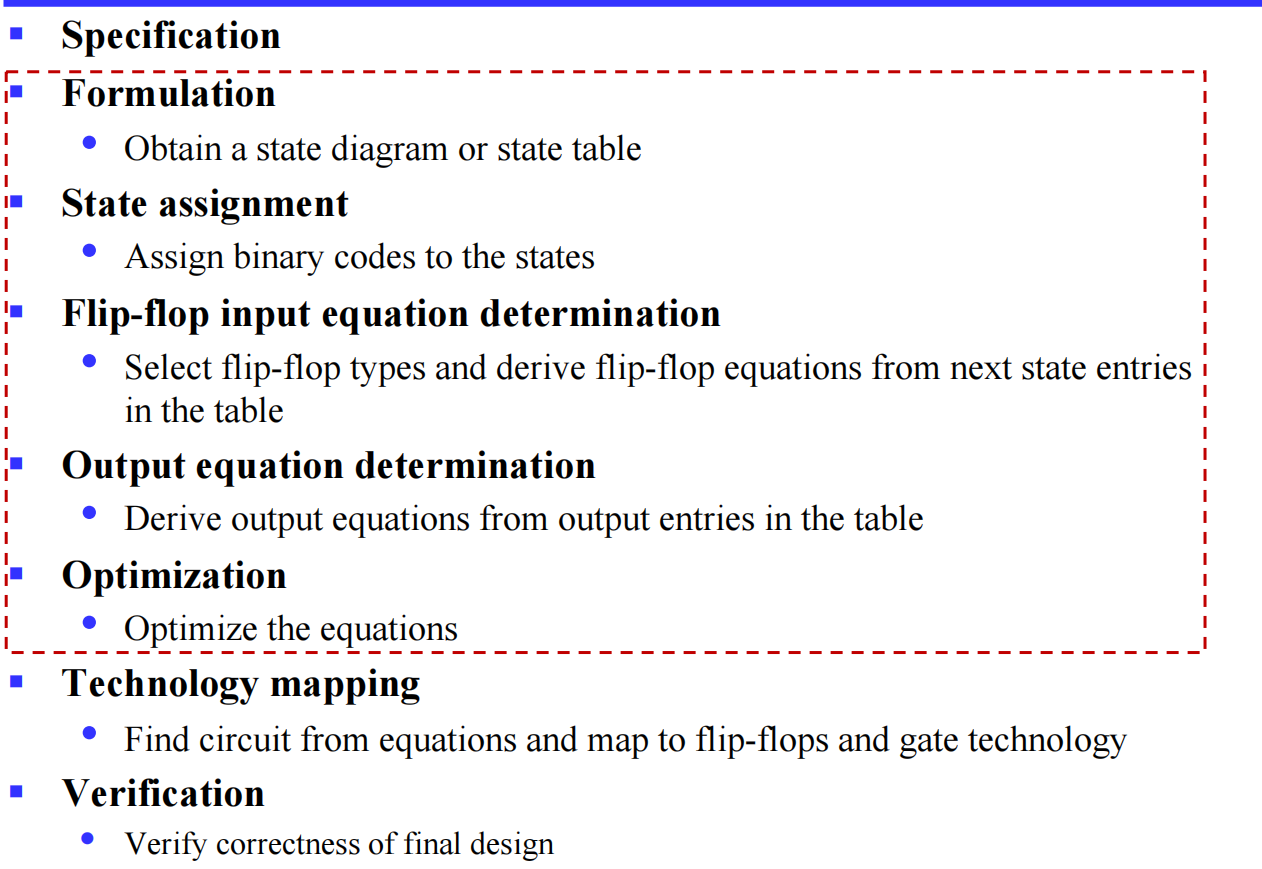 Specification
Formulation
Obtain a state diagram or state table
State assignment
Assign binary codes to the states
Flip-flop input equation determination
Select flip-flop types and derive flip-flop equations from next state entries
in the table
Output equation determination
Derive output equations from output entries in the table
Optimization
Optimize the equations
Technology mapping
Find circuit from equations and map to flip-flops and gate technology
Verification
Verify correctness of final design